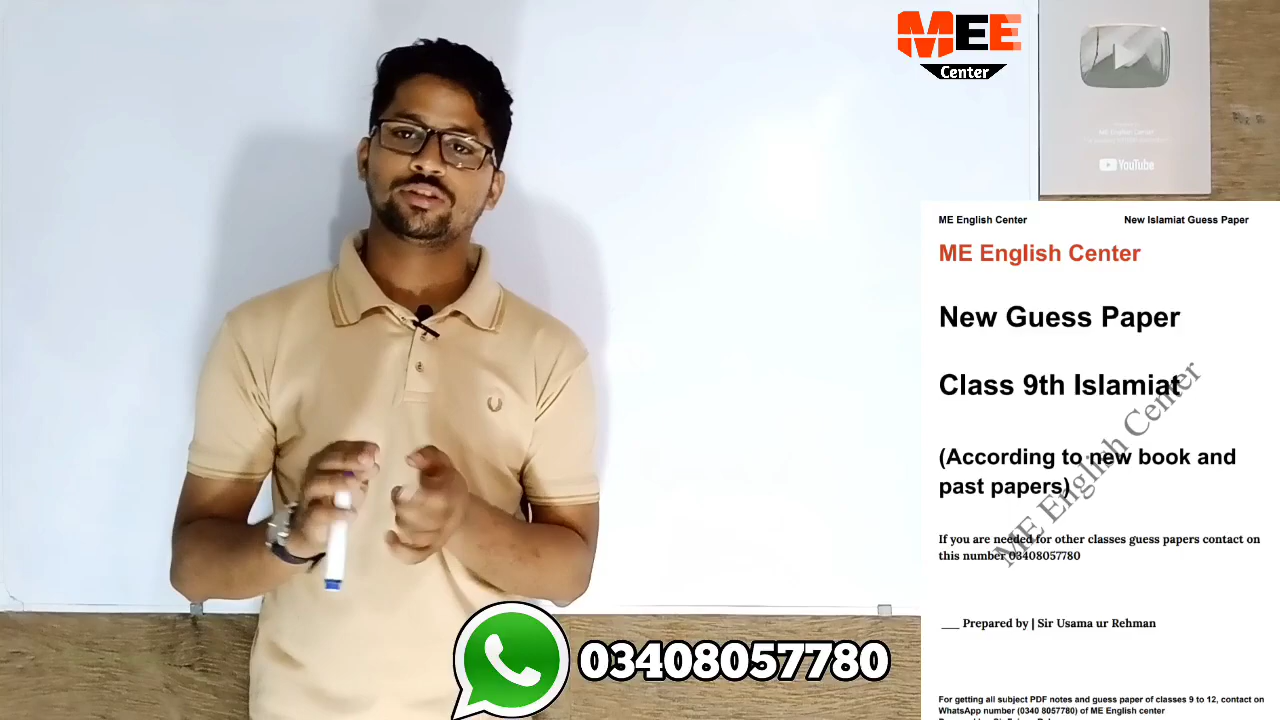 MEE
Center
YouTube
ME English Center
New Islamiat Guess Paper
ME English Center
New Guess Paper
Class 9th Islamiat
(According to new book and
past papers)
If you are needed for other classes guess papers contact on
this number 03408057780
___ Prepared by | Sir Usama ur Rehman
For getting all subject PDF notes and guess paper of classes 9 to 12, contact on
WhatsApp number (0340 8057780) of ME English center
ME English Center
03408057780